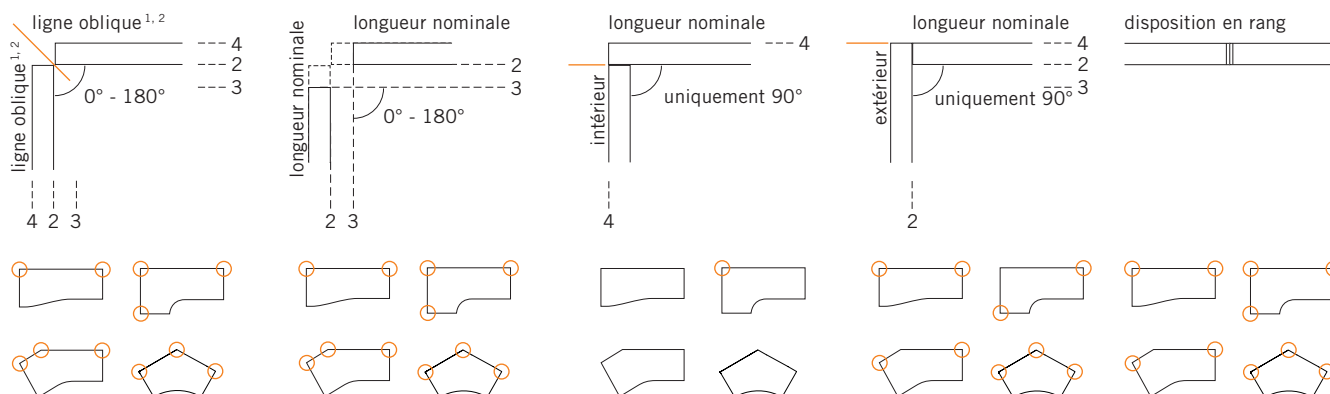 ligne oblique 1, 2
ligne oblique 1, 2
4
2
3
0° - 180°
4 2 3
longueur nominale
longueur nominale
2
3
0° - 180°
2 3
longueur nominale
4
intérieur
uniquement 90°
4
longueur nominale
4
2
3
extérieur
uniquement 90°
2
disposition en rang